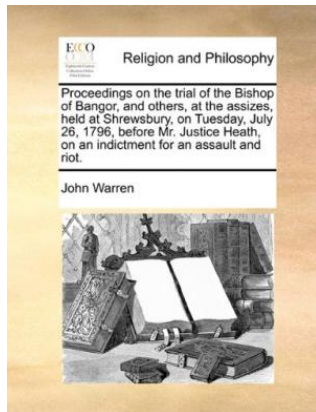 ECCO
Religion and Philosophy
Proceedings on the trial of the Bishop
of Bangor, and others, at the assizes,
held at Shrewsbury, on Tuesday, July
26, 1796, before Mr. Justice Heath,
on an indictment for an assault and
riot.
John Warren